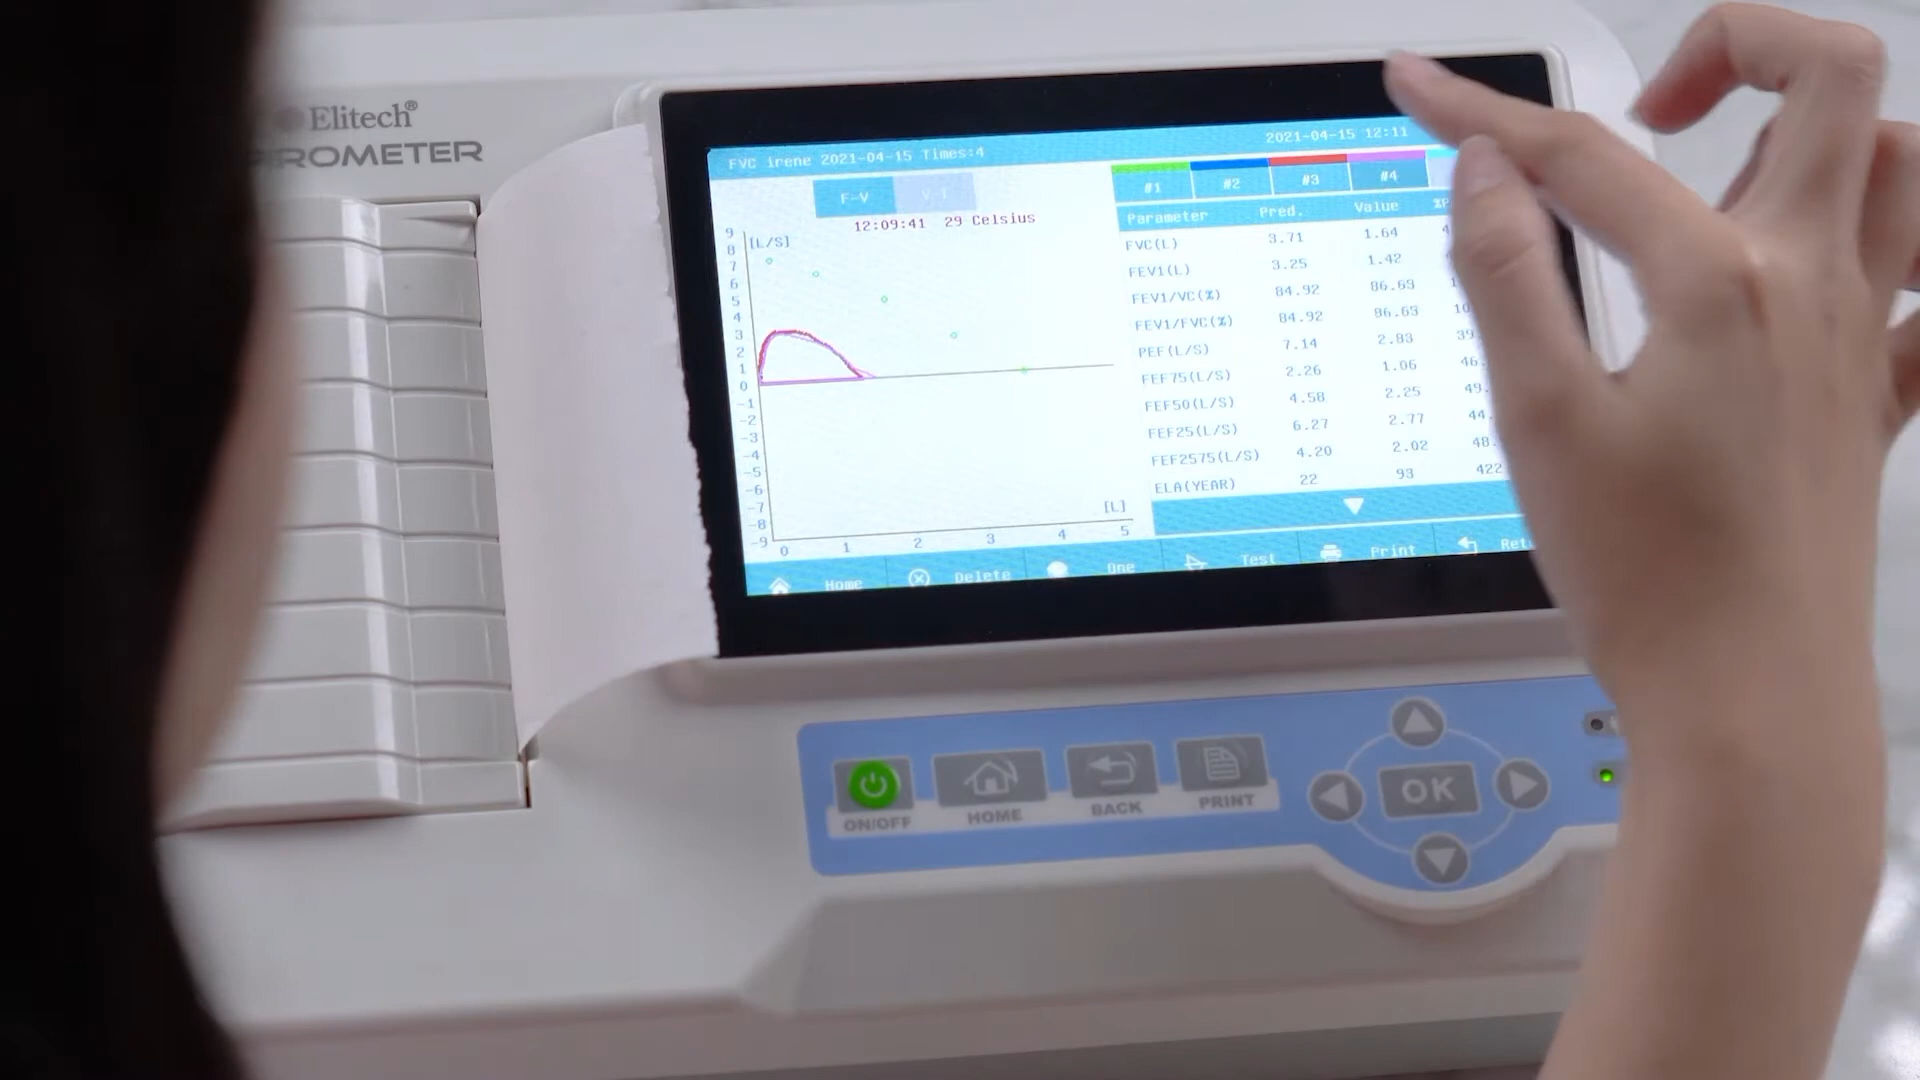 Elitech®
ROMETER
FVC irene 2021-04-15 Times:4
2021-04-15 12:11
F-V
12:09:41 29 Celsius
#1 #2 #3 #4
Parameter Pred. Value
FVC(L) 3.71 1.64
FEV1(L) 3.25 1.42
FEV1/VC(%) 84.92 86.63
FEV1/FVC(%) 84.92 86.63
PEF(L/S) 7.14 2.83
FEF75(L/S) 2.26 1.06
FEF50(L/S) 4.58 2.25
FEF25(L/S) 6.27 2.77
FEF2575(L/S) 4.20 2.02
ELA(YEAR) 22 93 422
[L/S]
9
8
7
6
5
4
3
2
1
0
-1
-2
-3
-4
-5
-6
-7
-8
-9
[L]
0 1 2 3 4 5
Home Delete One Test Print
ON/OFF HOME BACK PRINT
OK